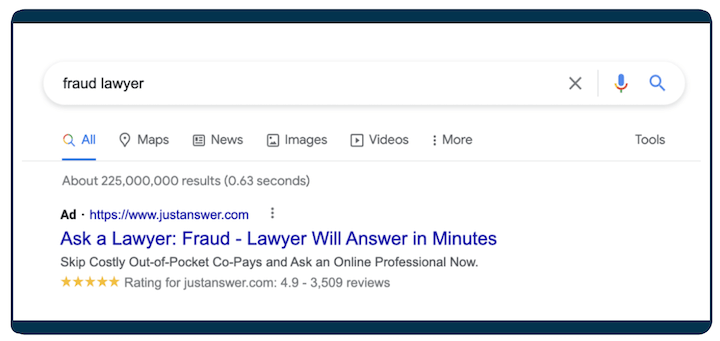 fraud lawyer
All Maps News Images Videos More Tools
About 225,000,000 results (0.63 seconds)
Ad · https://www.justanswer.com
Ask a Lawyer: Fraud - Lawyer Will Answer in Minutes
Skip Costly Out-of-Pocket Co-Pays and Ask an Online Professional Now.
Rating for justanswer.com: 4.9 - 3,509 reviews